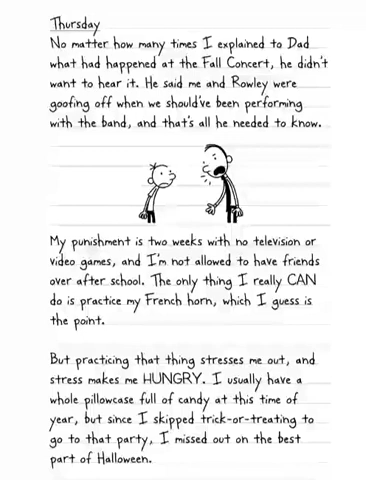 Thursday
No matter how many times I explained to Dad
what had happened at the Fall Concert, he didn't
want to hear it. He said me and Rowley were
goofing off when we should've been performing
with the band, and that's all he needed to know.
My punishment is two weeks with no television or
video games, and I'm not allowed to have friends
over after school. The only thing I really CAN
do is practice my French horn, which I guess is
the point.
But practicing that thing stresses me out, and
stress makes me HUNGRY. I usually have a
whole pillowcase full of candy at this time of
year, but since I skipped trick-or-treating to
go to that party, I missed out on the best
part of Halloween.